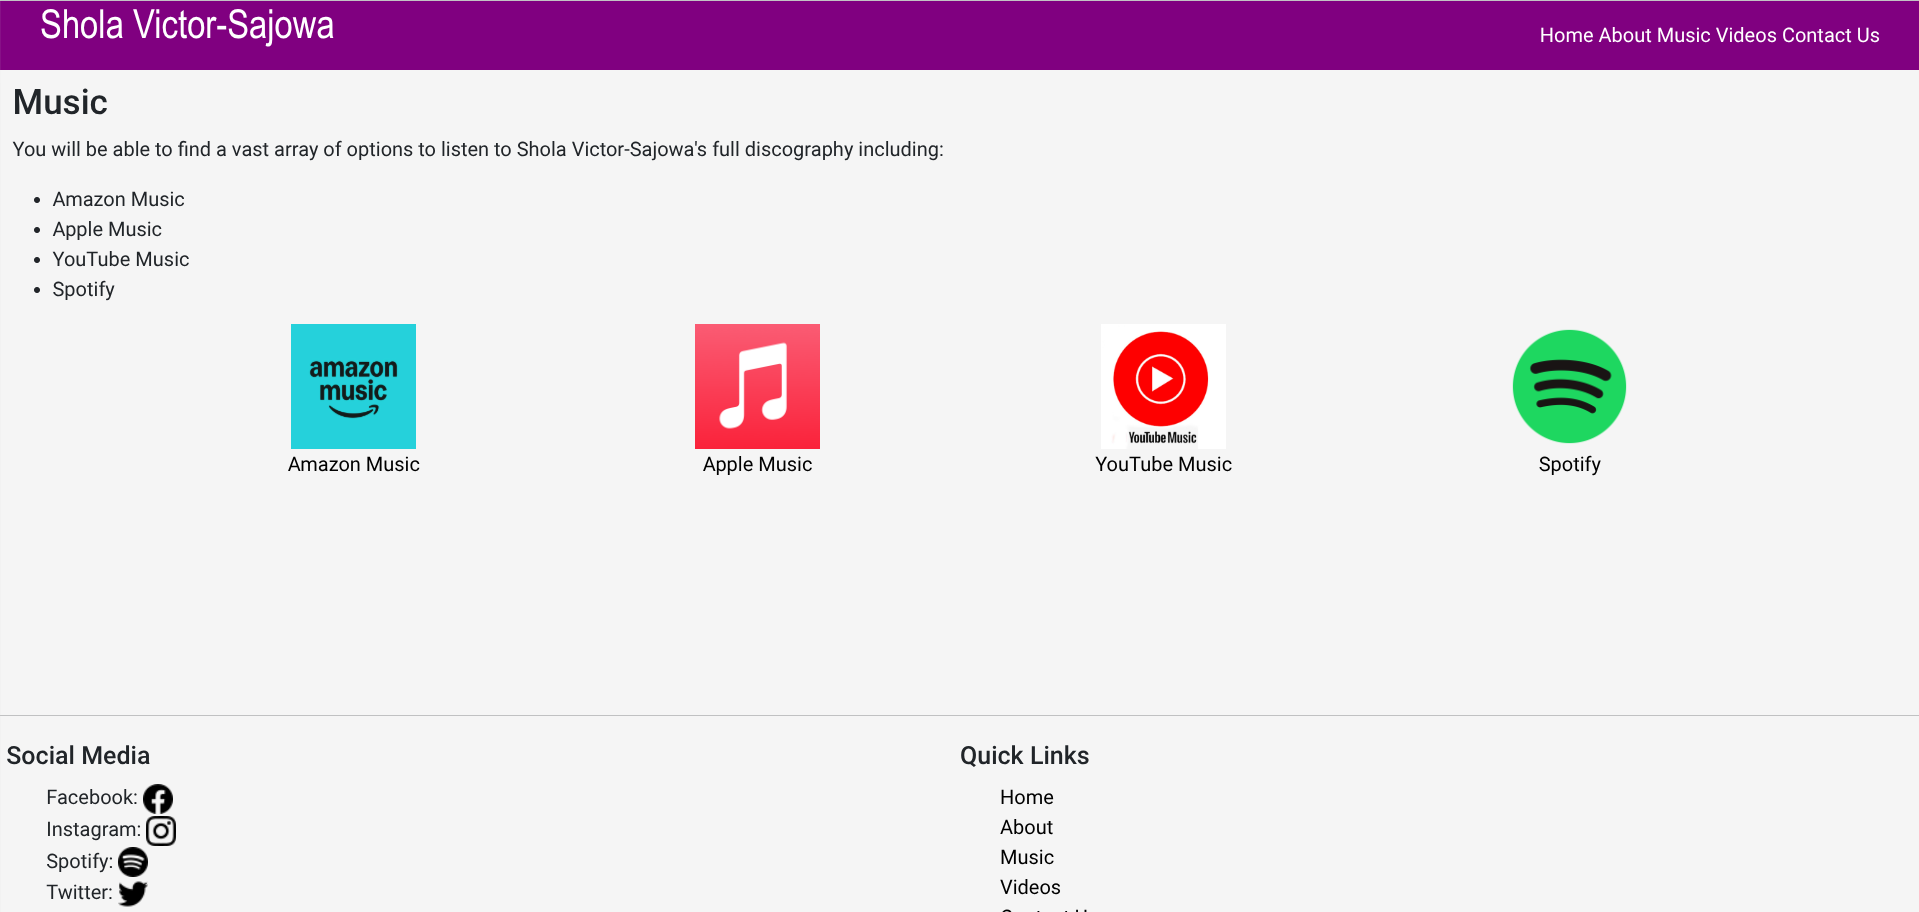 Shola Victor-Sajowa
Home About Music Videos Contact Us
Music
You will be able to find a vast array of options to listen to Shola Victor-Sajowa's full discography including:
Amazon Music
Apple Music
YouTube Music
Spotify
amazon
music
YouTube Music
Amazon Music
Apple Music
YouTube Music
Spotify
Social Media
Facebook:
Instagram:
Spotify:
Twitter:
Quick Links
Home
About
Music
Videos